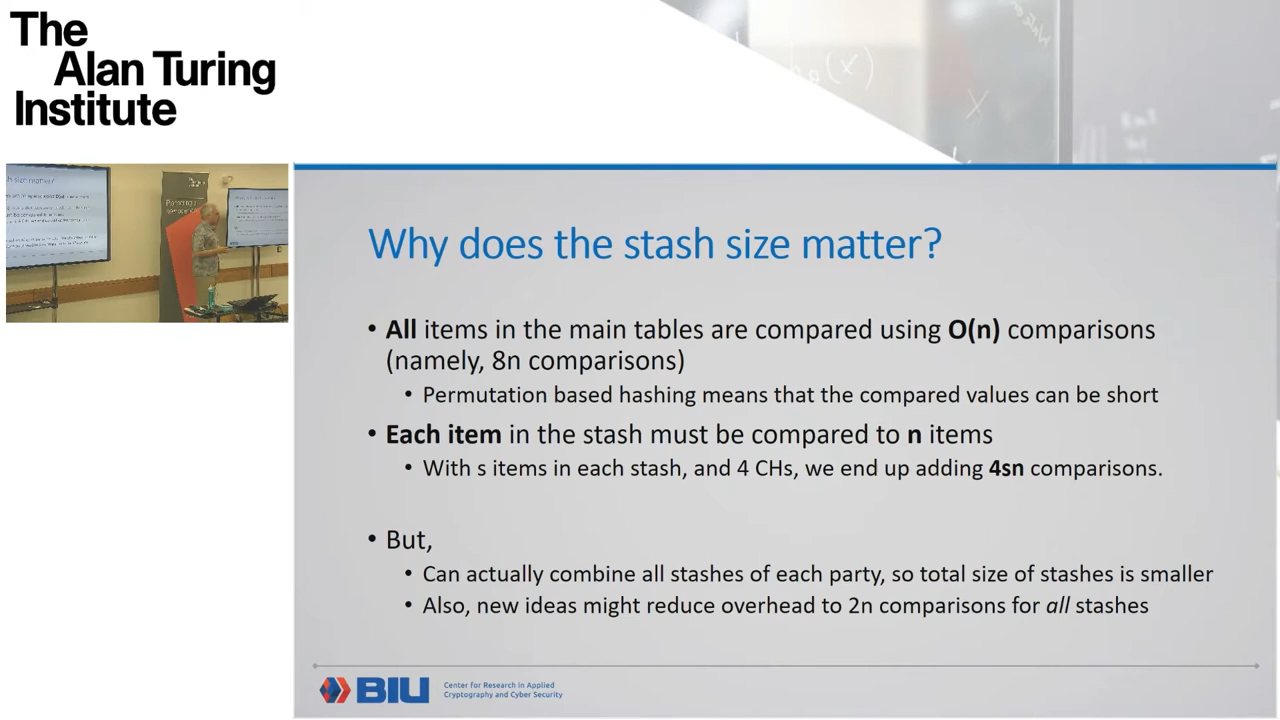 The
Alan Turing
Institute
Why does the stash size matter?
• All items in the main tables are compared using O(n) comparisons
(namely, 8n comparisons)
• Permutation based hashing means that the compared values can be short
• Each item in the stash must be compared to n items
• With s items in each stash, and 4 CHs, we end up adding 4sn comparisons.
• But,
• Can actually combine all stashes of each party, so total size of stashes is smaller
• Also, new ideas might reduce overhead to 2n comparisons for all stashes
BIU
Center for Research in Applied
Cryptography and Cyber Security